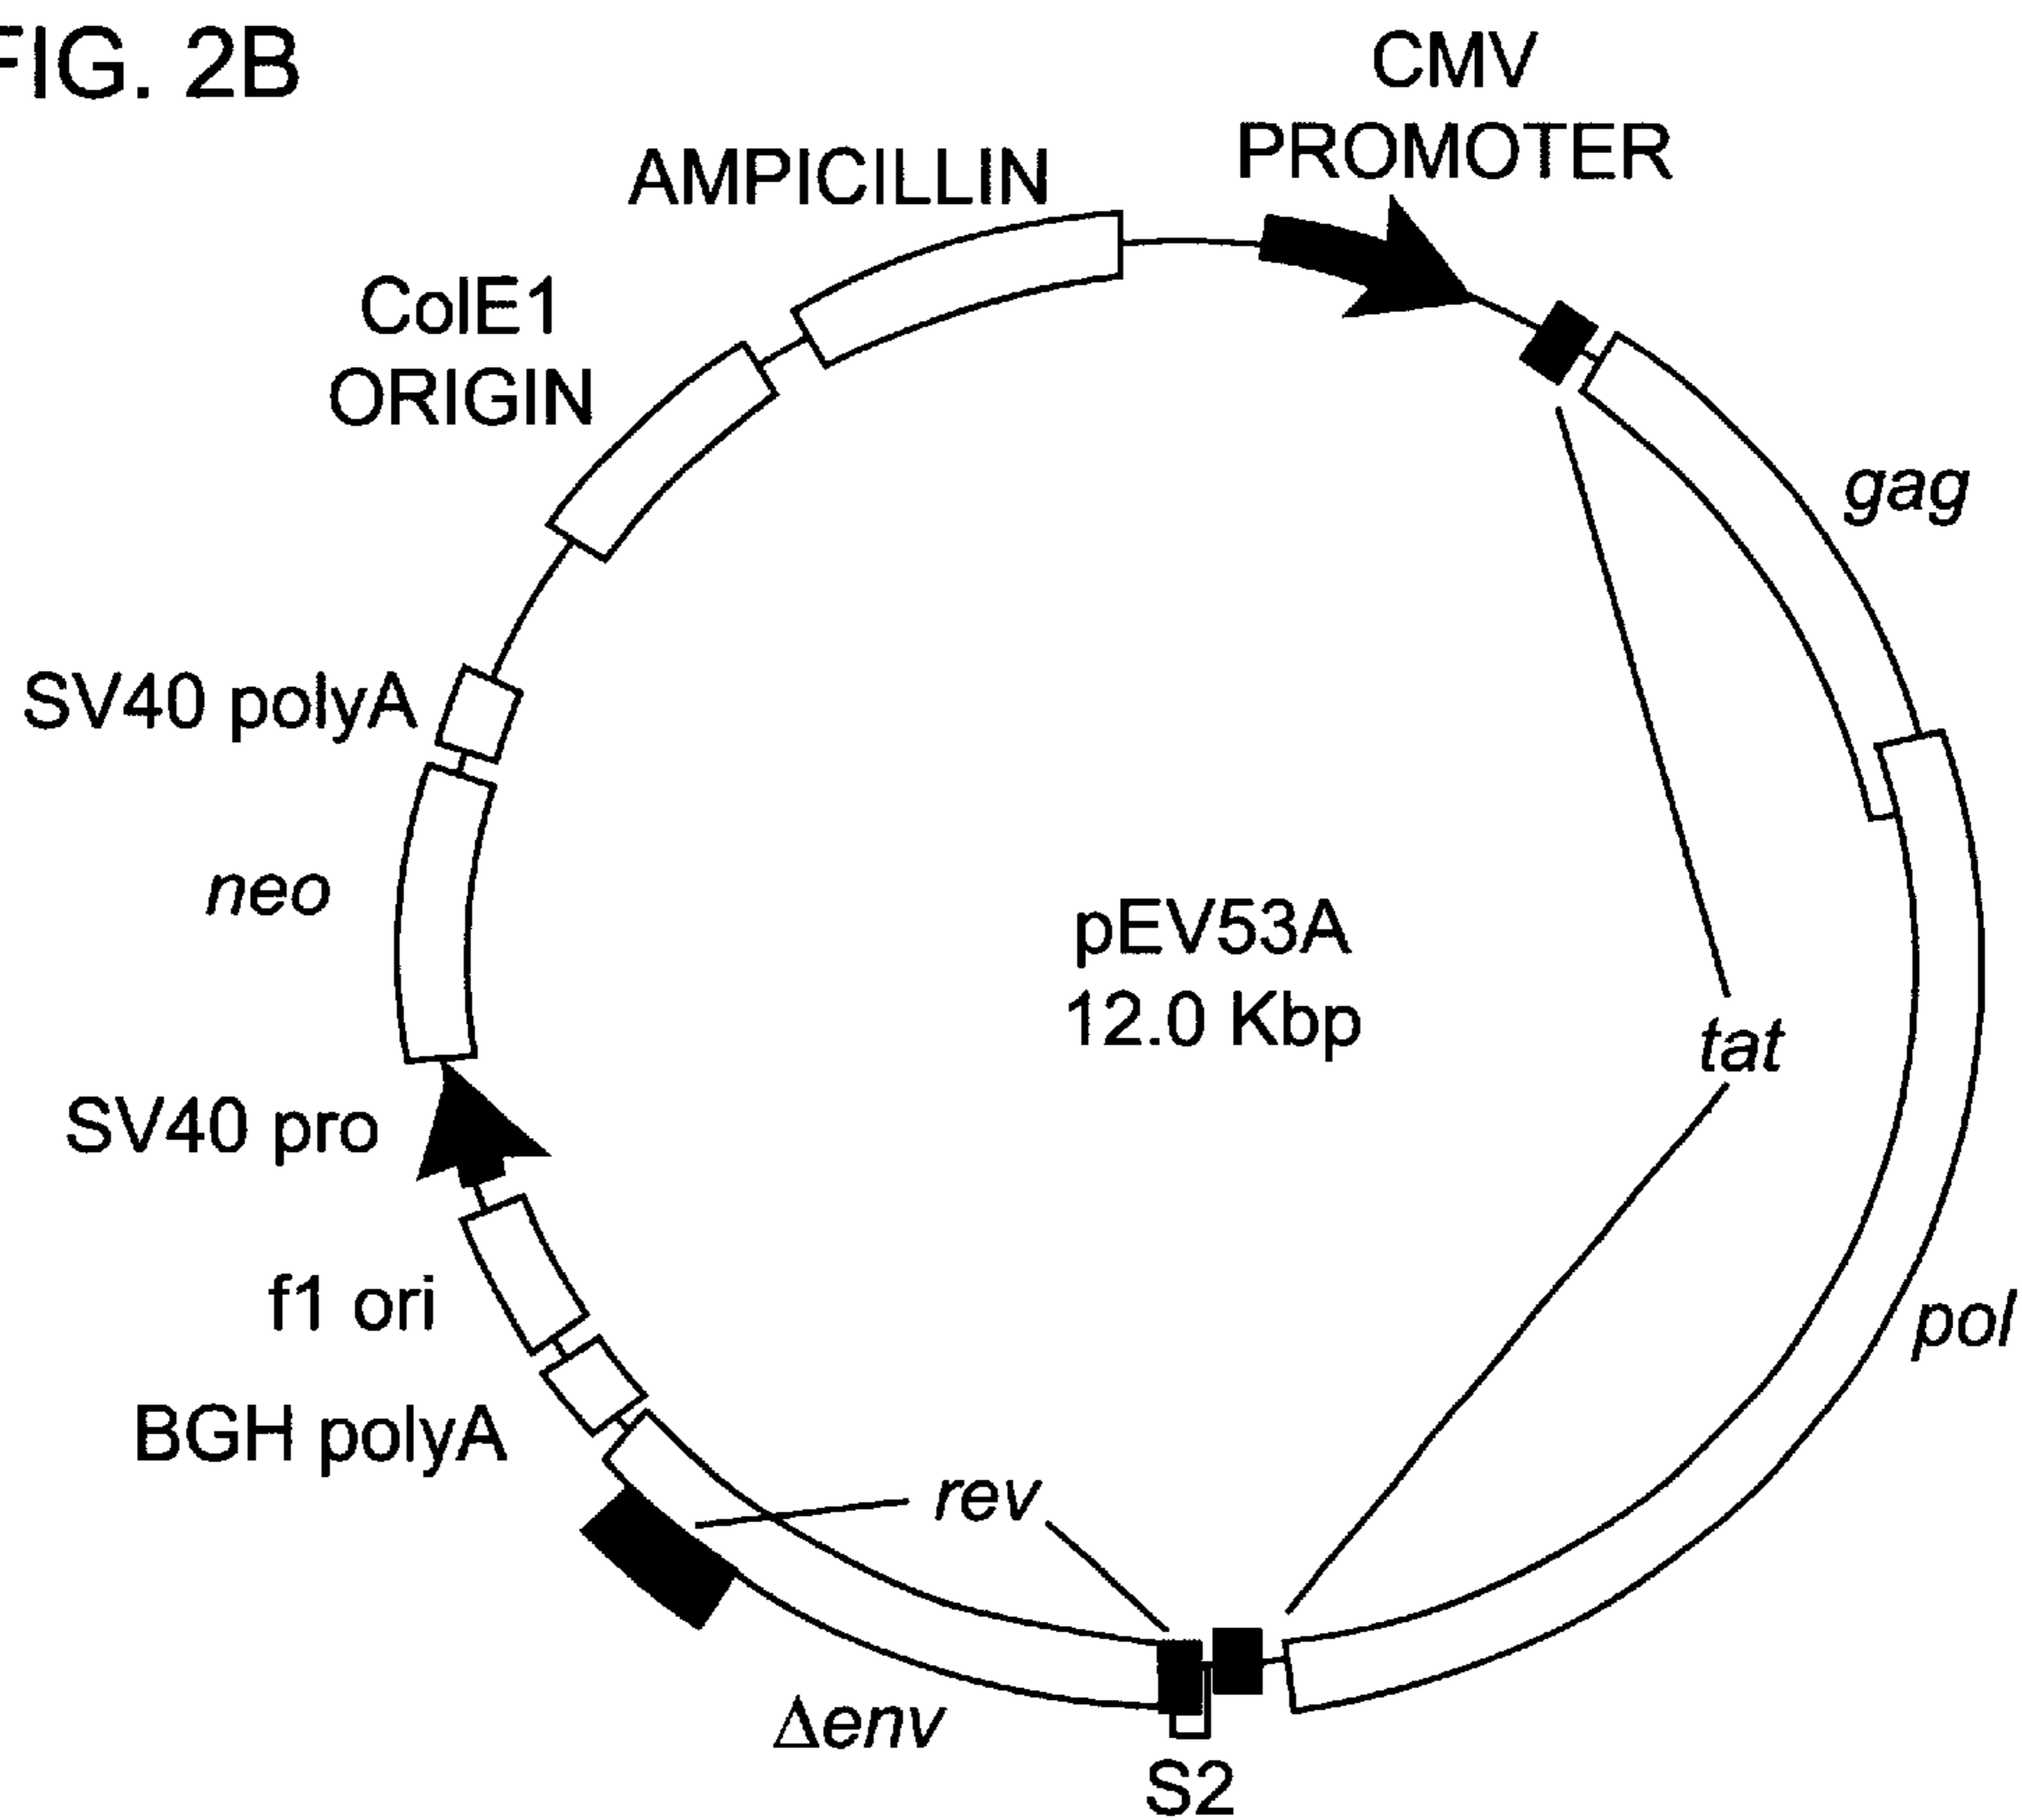 FIG. 2B
CMV
PROMOTER
AMPICILLIN
ColE1
ORIGIN
gag
SV40 polyA
neo
pEV53A
12.0 Kbp
tat
SV40 pro
f1 ori
pol
BGH polyA
rev
Δenv
S2